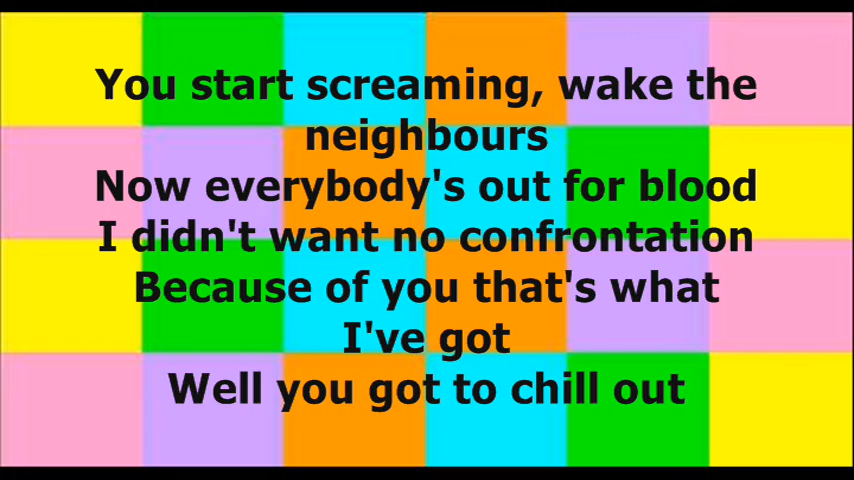 You start screaming, wake the
neighbours
Now everybody's out for blood
I didn't want no confrontation
Because of you that's what
I've got
Well you got to chill out